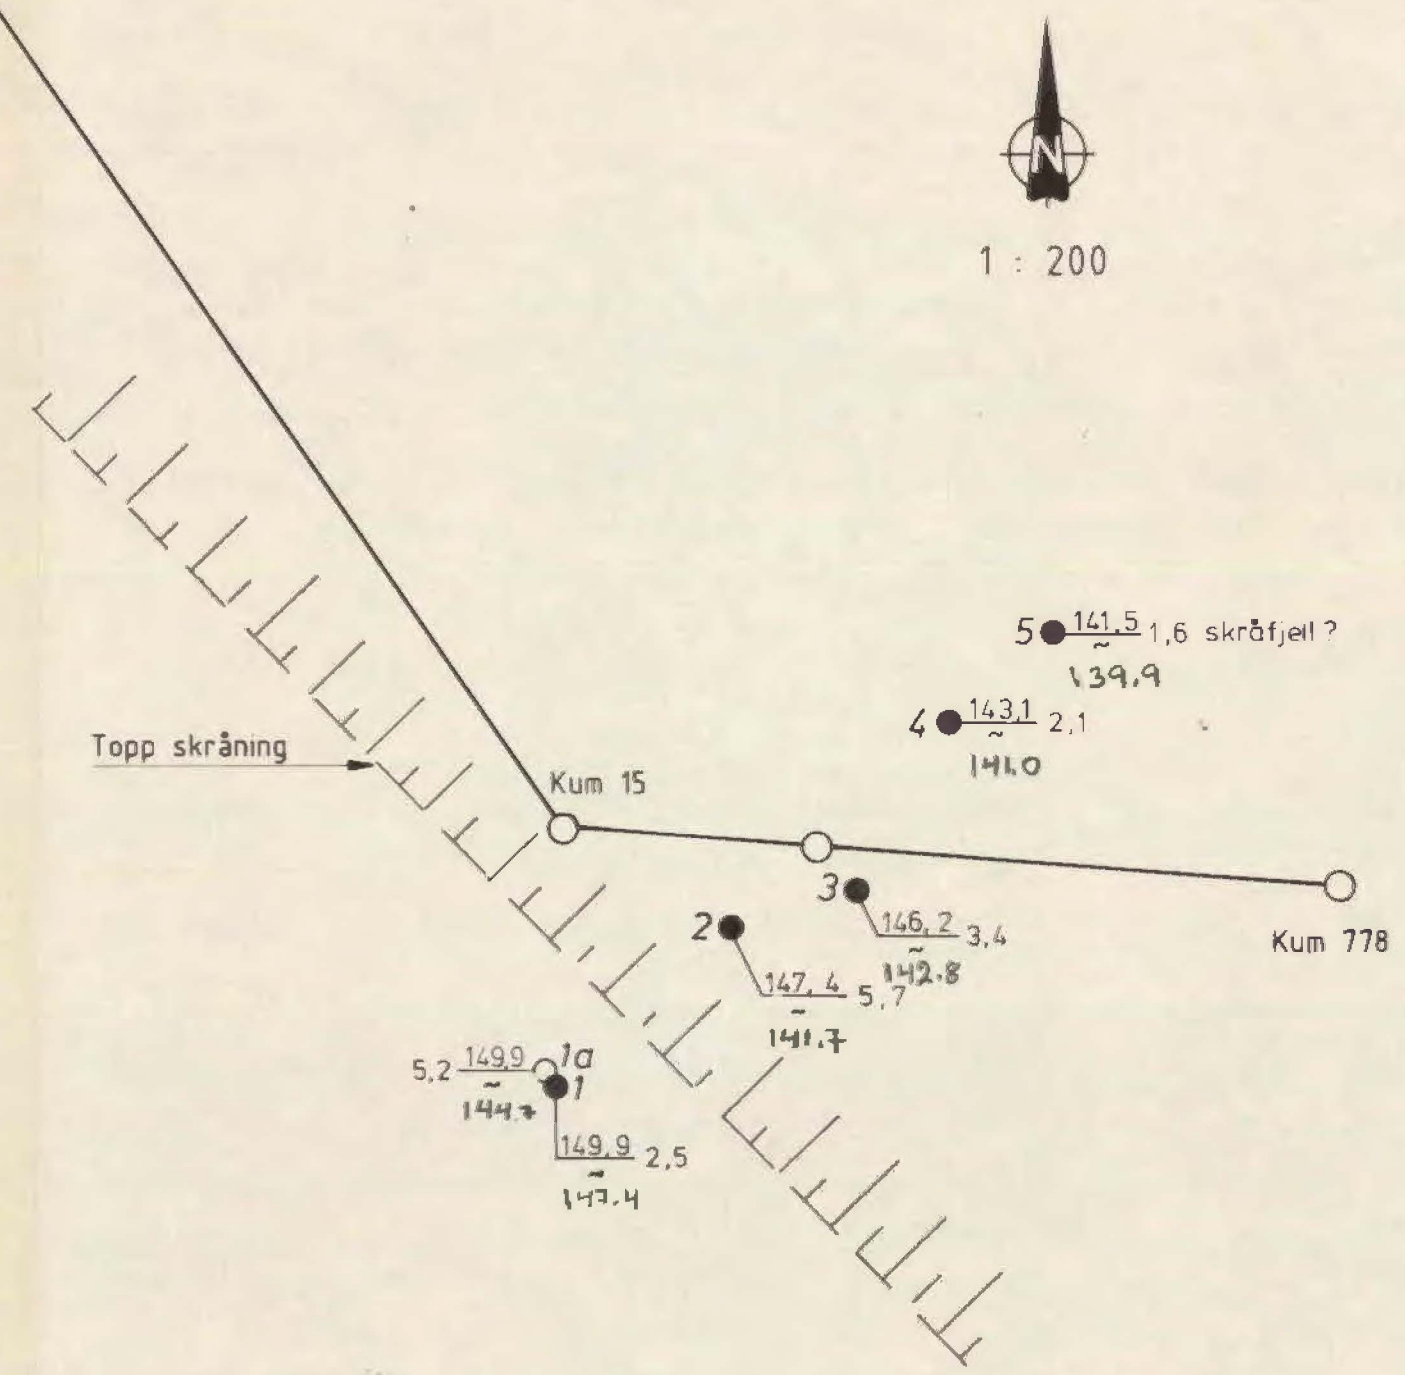 N
1 : 200
5 141,5 1,6 skråfjell ?
~
139.9
4 143,1 2,1
~
141.0
Topp skråning
Kum 15
3
146,2 3,4
~
142.8
Kum 778
2
147,4 5,7
~
141.7
5,2 149,9 1a
~
144.7
1
149,9 2,5
~
147.4